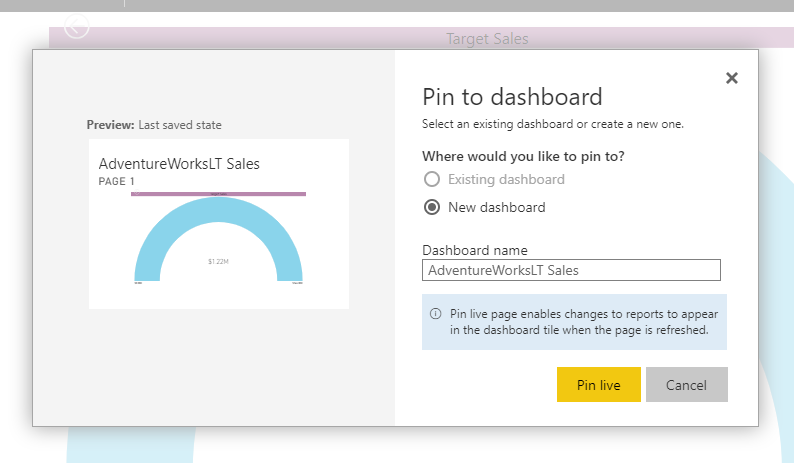 Target Sales
Pin to dashboard
Select an existing dashboard or create a new one.
Preview: Last saved state
Where would you like to pin to?
AdventureWorksLT Sales
PAGE 1
Existing dashboard
New dashboard
$1.22M
Dashboard name
AdventureWorksLT Sales
Pin live page enables changes to reports to appear
in the dashboard tile when the page is refreshed.
Pin live
Cancel